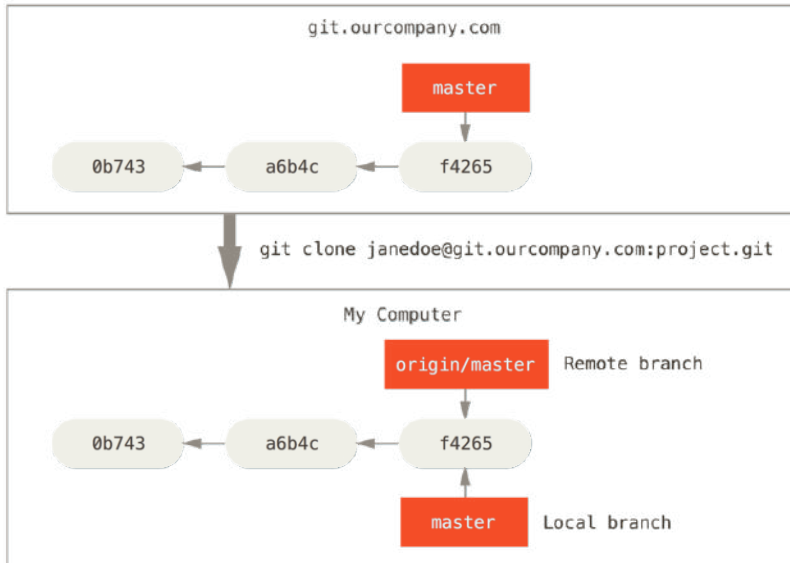 git.ourcompany.com
master
0b743 a6b4c f4265
git clone janedoe@git.ourcompany.com:project.git
My Computer
origin/master Remote branch
0b743 a6b4c f4265
master Local branch